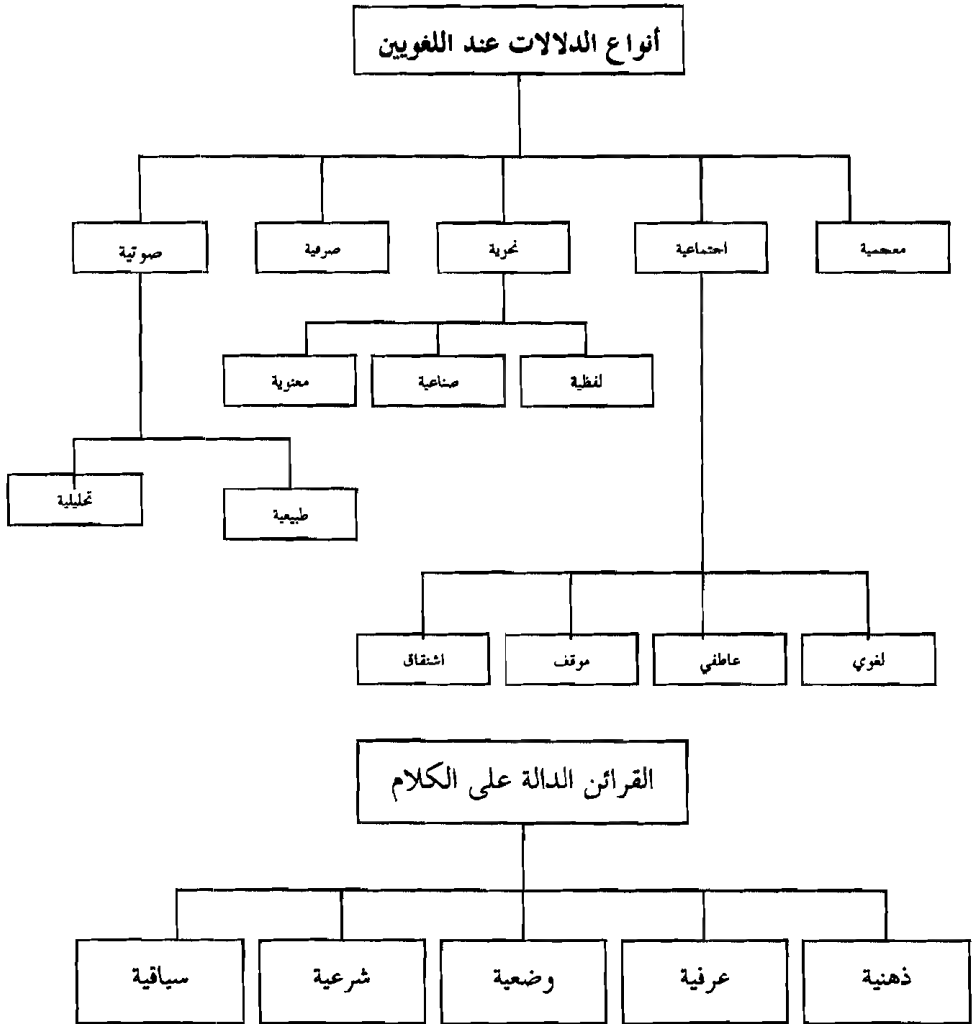 أنواع الدلالات عند اللغويين
معجمية
اجتماعية
نحوية
صرفية
صوتية
لفظية
صناعية
معنوية
طبيعية
تحليلية
لغوي
عاطفي
موقف
اشتقاق
القرائن الدالة على الكلام
ذهنية
عرفية
وضعية
شرعية
سياقية